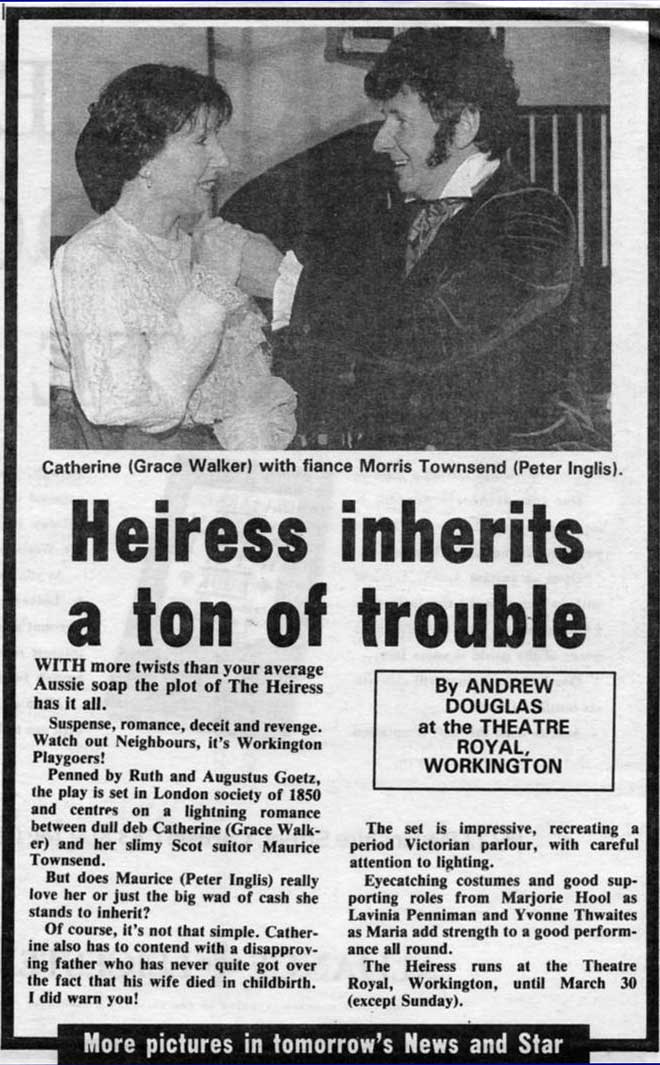 Catherine (Grace Walker) with fiance Morris Townsend (Peter Inglis).
Heiress inherits
a ton of trouble
WITH more twists than your average
Aussie soap the plot of The Heiress
has it all.
Suspense, romance, deceit and revenge.
Watch out Neighbours, it's Workington
Playgoers!
Penned by Ruth and Augustus Goetz,
the play is set in London society of 1850
and centres on a lightning romance
between dull deb Catherine (Grace Walk-
er) and her slimy Scot suitor Maurice
Townsend.
But does Maurice (Peter Inglis) really
love her or just the big wad of cash she
stands to inherit?
Of course, it's not that simple. Cather-
ine also has to contend with a disapprov-
ing father who has never quite got over
the fact that his wife died in childbirth.
I did warn you!
By ANDREW
DOUGLAS
at the THEATRE
ROYAL,
WORKINGTON
The set is impressive, recreating a
period Victorian parlour, with careful
attention to lighting.
Eyecatching costumes and good sup-
porting roles from Marjorie Hool as
Lavinia Penniman and Yvonne Thwaites
as Maria add strength to a good perform-
ance all round.
The Heiress runs at the Theatre
Royal, Workington, until March 30
(except Sunday).
More pictures in tomorrow's News and Star